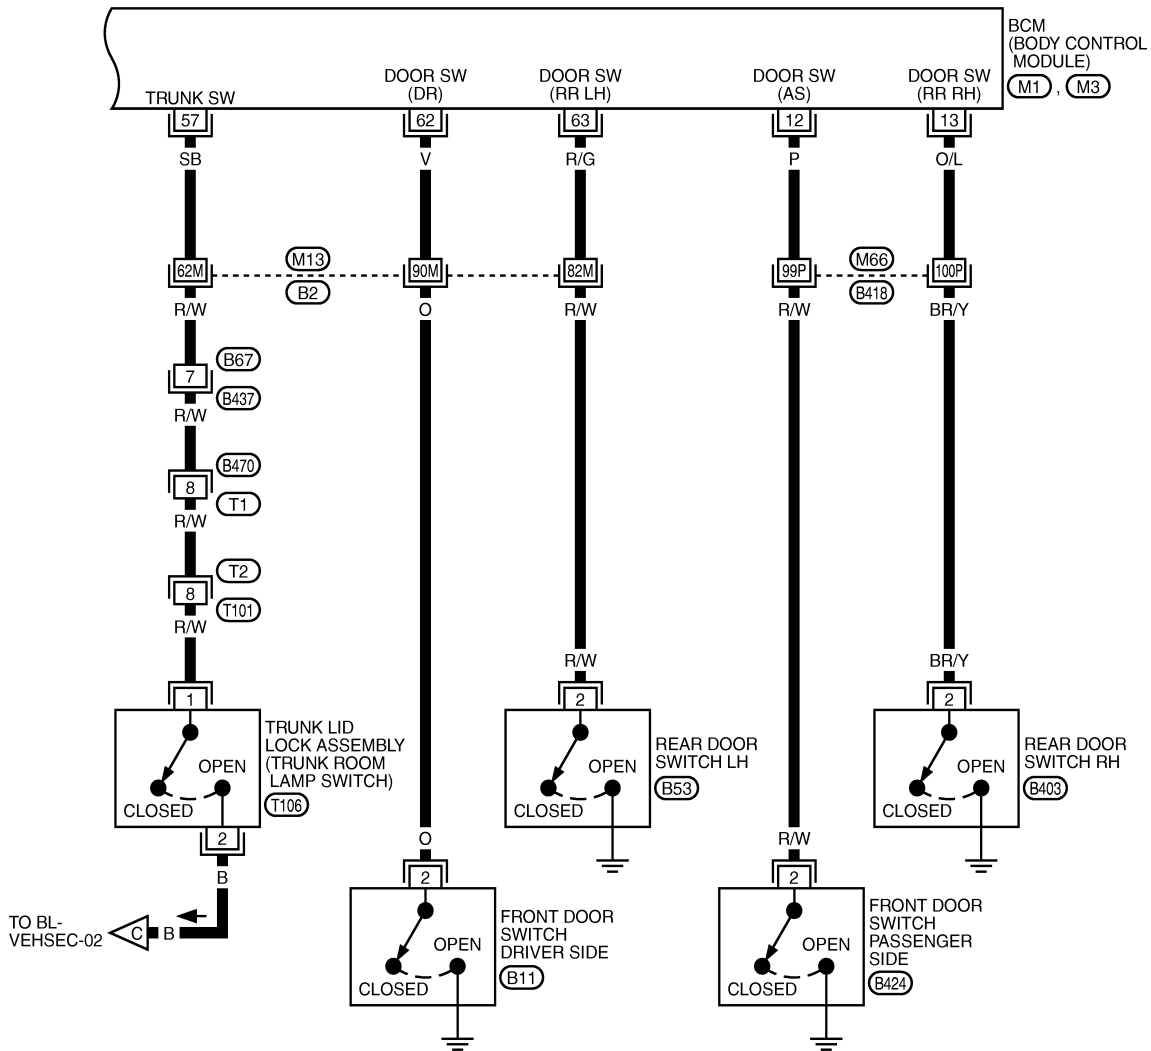 BCM
(BODY CONTROL
MODULE)
M1 , M3
TRUNK SW
DOOR SW
(DR)
DOOR SW
(RR LH)
DOOR SW
(AS)
DOOR SW
(RR RH)
57 62 63 12 13
SB V R/G P O/L
62M M13 90M 82M 99P M66 100P
B2 B418
R/W O R/W R/W BR/Y
7 B67
B437
R/W
8 B470
T1
R/W
8 T2
T101
R/W
R/W BR/Y
1 2 2
TRUNK LID
LOCK ASSEMBLY
(TRUNK ROOM
LAMP SWITCH)
T106
OPEN
CLOSED
REAR DOOR
SWITCH LH
B53
OPEN
CLOSED
REAR DOOR
SWITCH RH
B403
OPEN
CLOSED
2
B
O R/W
2 2
TO BL-
VEHSEC-02
C B
FRONT DOOR
SWITCH
DRIVER SIDE
B11
OPEN
CLOSED
FRONT DOOR
SWITCH
PASSENGER
SIDE
B424
OPEN
CLOSED